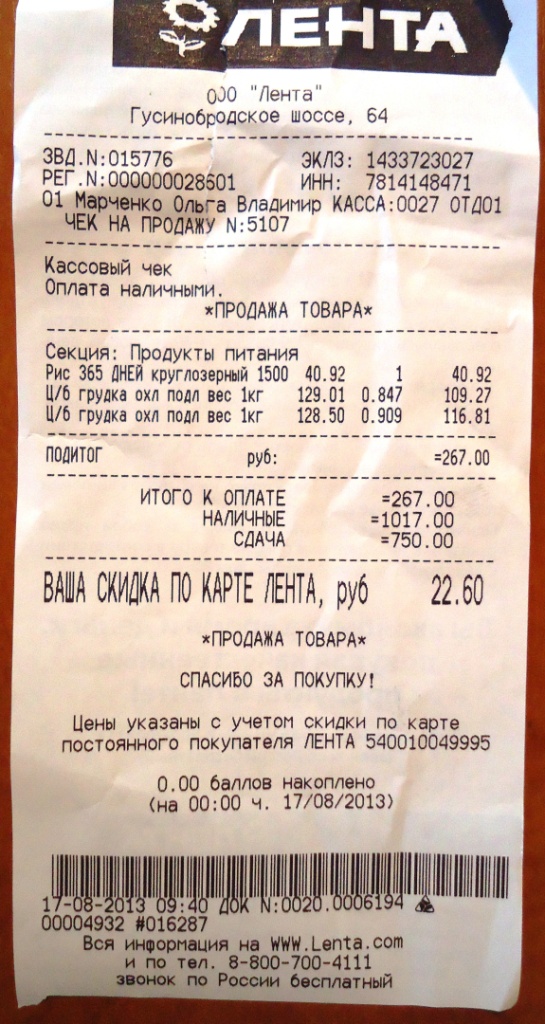 ЛЕНТА
ООО "Лента"
Гусинобродское шоссе, 64
ЗВД.N:015776 ЭКЛЗ: 1433723027
РЕГ.N:000000028601 ИНН: 7814148471
01 Марченко Ольга Владимир КАССА:0027 ОТД01
ЧЕК НА ПРОДАЖУ N:5107
Кассовый чек
Оплата наличными.
*ПРОДАЖА ТОВАРА*
Секция: Продукты питания
Рис 365 ДНЕЙ круглозерный 1500 40.92 1 40.92
Ц/б грудка охл подл вес 1кг 129.01 0.847 109.27
Ц/б грудка охл подл вес 1кг 128.50 0.909 116.81
ПОДИТОГ руб: =267.00
ИТОГО К ОПЛАТЕ =267.00
НАЛИЧНЫЕ =1017.00
СДАЧА =750.00
ВАША СКИДКА ПО КАРТЕ ЛЕНТА, руб 22.60
*ПРОДАЖА ТОВАРА*
СПАСИБО ЗА ПОКУПКУ!
Цены указаны с учетом скидки по карте
постоянного покупателя ЛЕНТА 540010049995
0.00 баллов накоплено
(на 00:00 ч. 17/08/2013)
17-08-2013 09:40 ДОК N:0020.0006194
00004932 #016287
Вся информация на WWW.Lenta.com
и по тел. 8-800-700-4111
звонок по России бесплатный